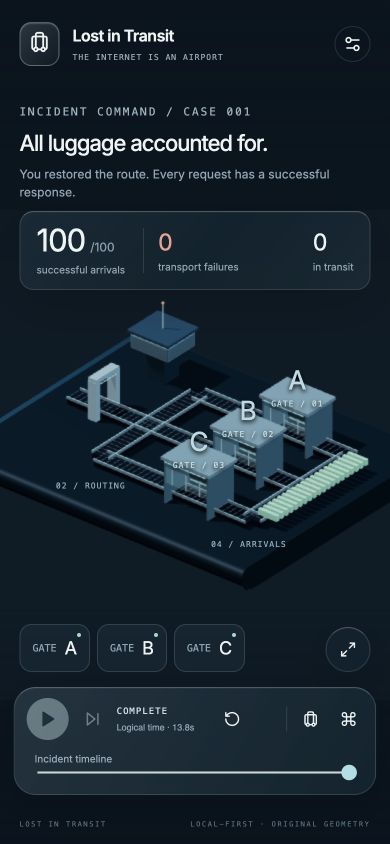 Lost in Transit
THE INTERNET IS AN AIRPORT
INCIDENT COMMAND / CASE 001
All luggage accounted for.
You restored the route. Every request has a successful
response.
100 /100
successful arrivals
0
transport failures
0
in transit
A
GATE / 01
B
GATE / 02
C
GATE / 03
02 / ROUTING
04 / ARRIVALS
GATE A
GATE B
GATE C
COMPLETE
Logical time · 13.8s
Incident timeline
LOST IN TRANSIT
LOCAL-FIRST · ORIGINAL GEOMETRY